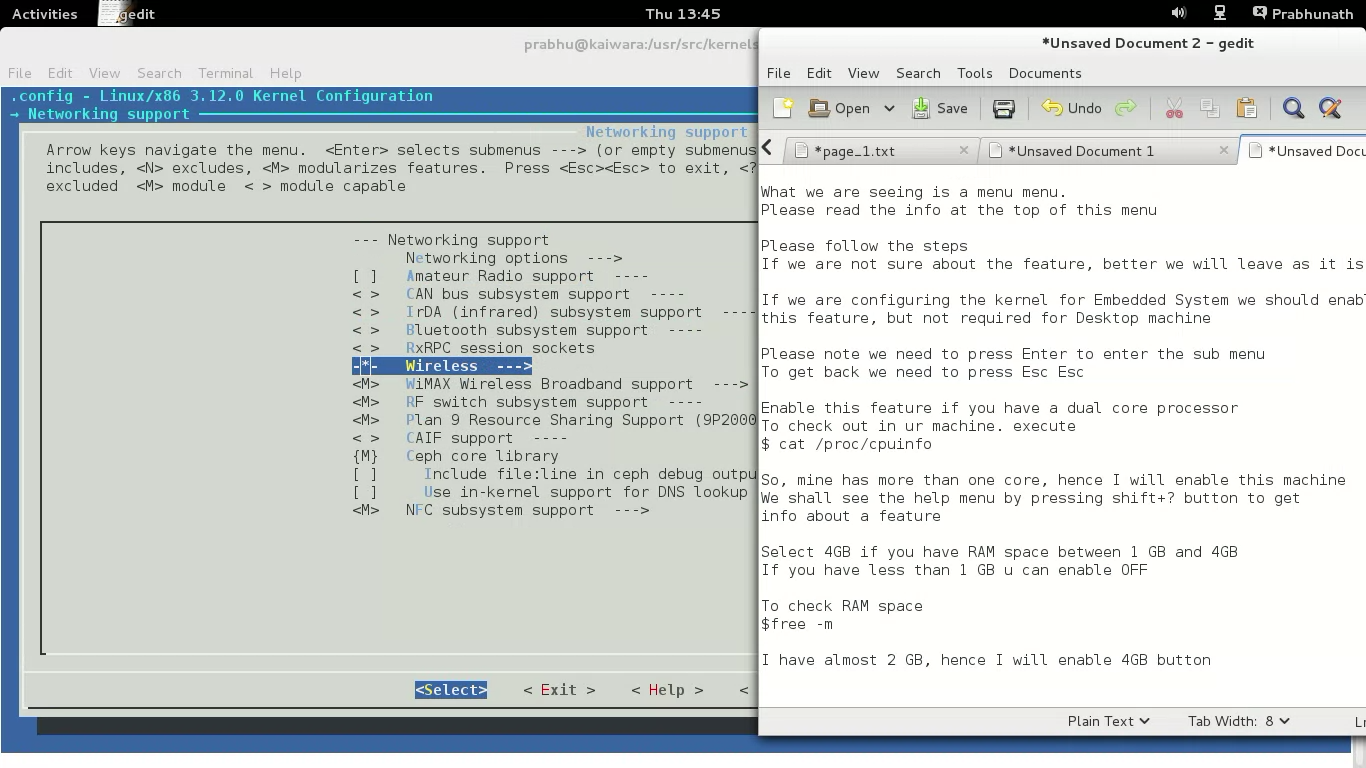 Activities gedit Thu 13:45 Prabhunath
prabhu@kaiwara:/usr/src/kernels
File Edit View Search Terminal Help
.config - Linux/x86 3.12.0 Kernel Configuration
→ Networking support
Networking support
Arrow keys navigate the menu. <Enter> selects submenus ---> (or empty submenus
includes, <N> excludes, <M> modularizes features. Press <Esc><Esc> to exit, <?
excluded <M> module < > module capable
--- Networking support
Networking options --->
[ ] Amateur Radio support ----
< > CAN bus subsystem support ----
< > IrDA (infrared) subsystem support ----
< > Bluetooth subsystem support ----
< > RxRPC session sockets
-*- Wireless --->
<M> WiMAX Wireless Broadband support --->
<M> RF switch subsystem support ----
<M> Plan 9 Resource Sharing Support (9P2000
< > CAIF support ----
{M} Ceph core library
[ ] Include file:line in ceph debug outpu
[ ] Use in-kernel support for DNS lookup
<M> NFC subsystem support --->
<Select> < Exit > < Help > <
*Unsaved Document 2 - gedit
File Edit View Search Tools Documents
Open Save Undo
*page_1.txt × *Unsaved Document 1 × *Unsaved Docu
What we are seeing is a menu menu.
Please read the info at the top of this menu
Please follow the steps
If we are not sure about the feature, better we will leave as it is
If we are configuring the kernel for Embedded System we should enabl
this feature, but not required for Desktop machine
Please note we need to press Enter to enter the sub menu
To get back we need to press Esc Esc
Enable this feature if you have a dual core processor
To check out in ur machine. execute
$ cat /proc/cpuinfo
So, mine has more than one core, hence I will enable this machine
We shall see the help menu by pressing shift+? button to get
info about a feature
Select 4GB if you have RAM space between 1 GB and 4GB
If you have less than 1 GB u can enable OFF
To check RAM space
$free -m
I have almost 2 GB, hence I will enable 4GB button
Plain Text Tab Width: 8 Ln